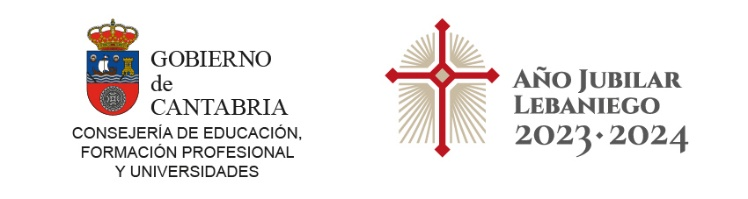 GOBIERNO
de
CANTABRIA
CONSEJERÍA DE EDUCACIÓN,
FORMACIÓN PROFESIONAL
Y UNIVERSIDADES
AÑO JUBILAR
LEBANIEGO
2023·2024